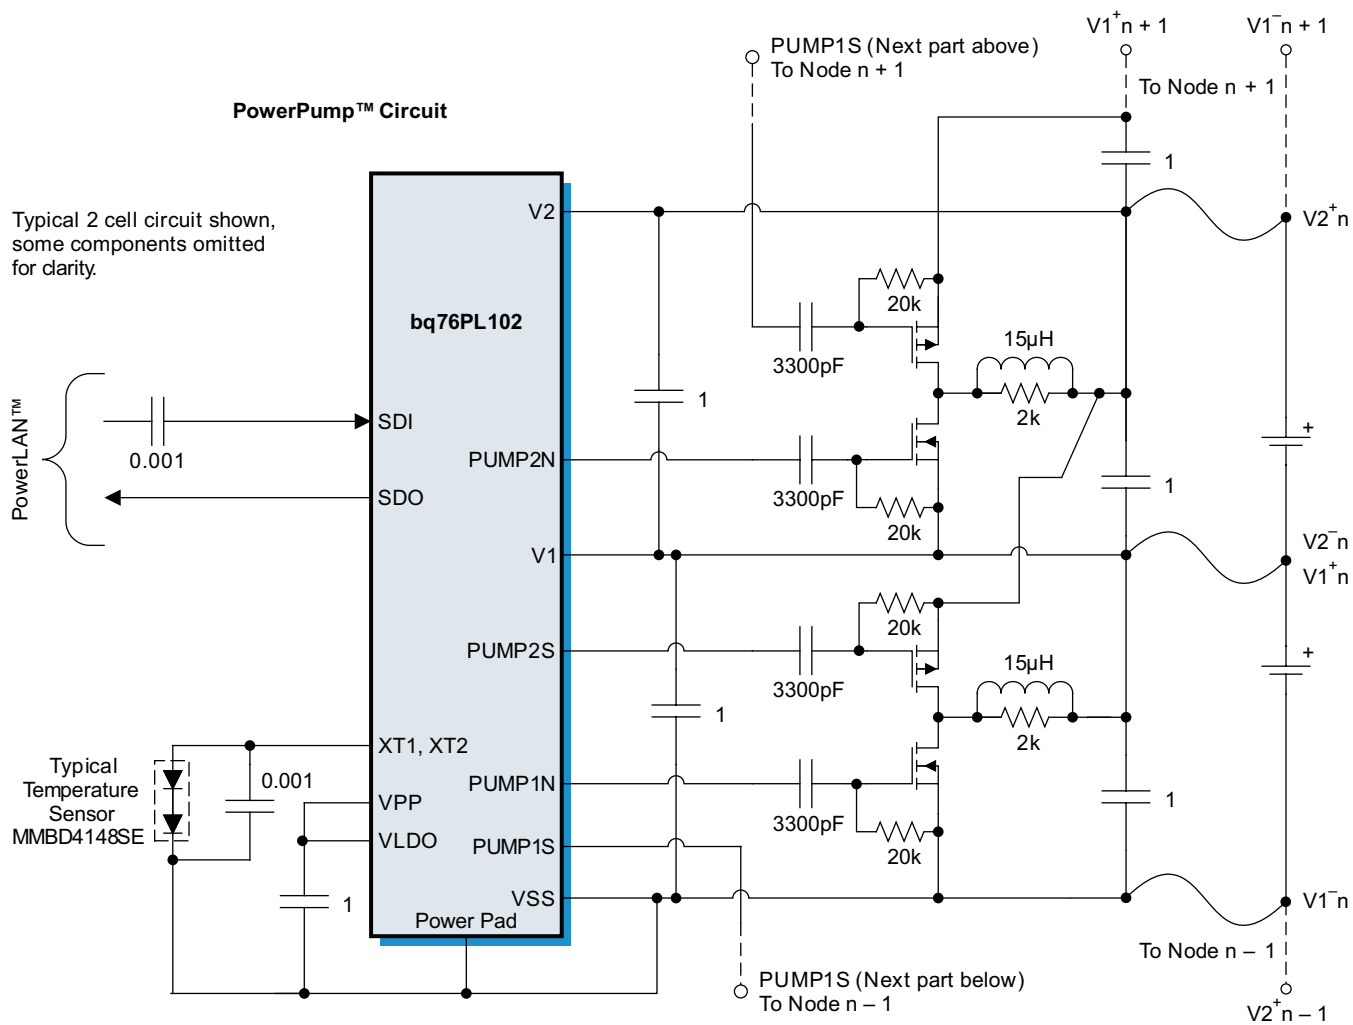 PowerPump™ Circuit
Typical 2 cell circuit shown,
some components omitted
for clarity.
PUMP1S (Next part above)
To Node n + 1
V1⁺n + 1
V1⁻n + 1
To Node n + 1
1
V2
V2⁺n
20k
bq76PL102
3300pF
15µH
2k
1
PowerLAN™
0.001
SDI
SDO
PUMP2N
3300pF
20k
1
+
V1
V2⁻n
V1⁺n
20k
PUMP2S
3300pF
15µH
2k
+
1
XT1, XT2
Typical
Temperature
Sensor
MMBD4148SE
0.001
VPP
VLDO
1
PUMP1N
3300pF
20k
1
PUMP1S
VSS
Power Pad
V1⁻n
To Node n – 1
PUMP1S (Next part below)
To Node n – 1
V2⁺n – 1